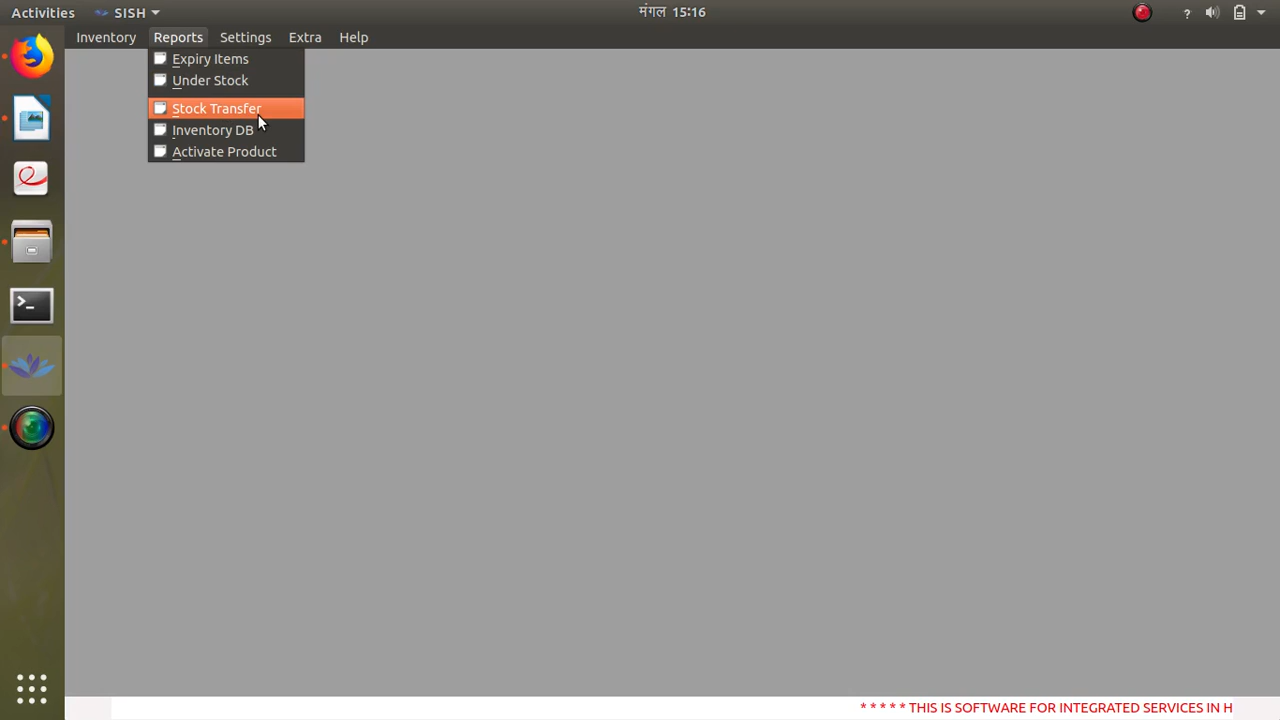 Activities SISH मंगल 15:16 ?
Inventory Reports Settings Extra Help
Expiry Items
Under Stock
Stock Transfer
Inventory DB
Activate Product
* * * * * THIS IS SOFTWARE FOR INTEGRATED SERVICES IN H